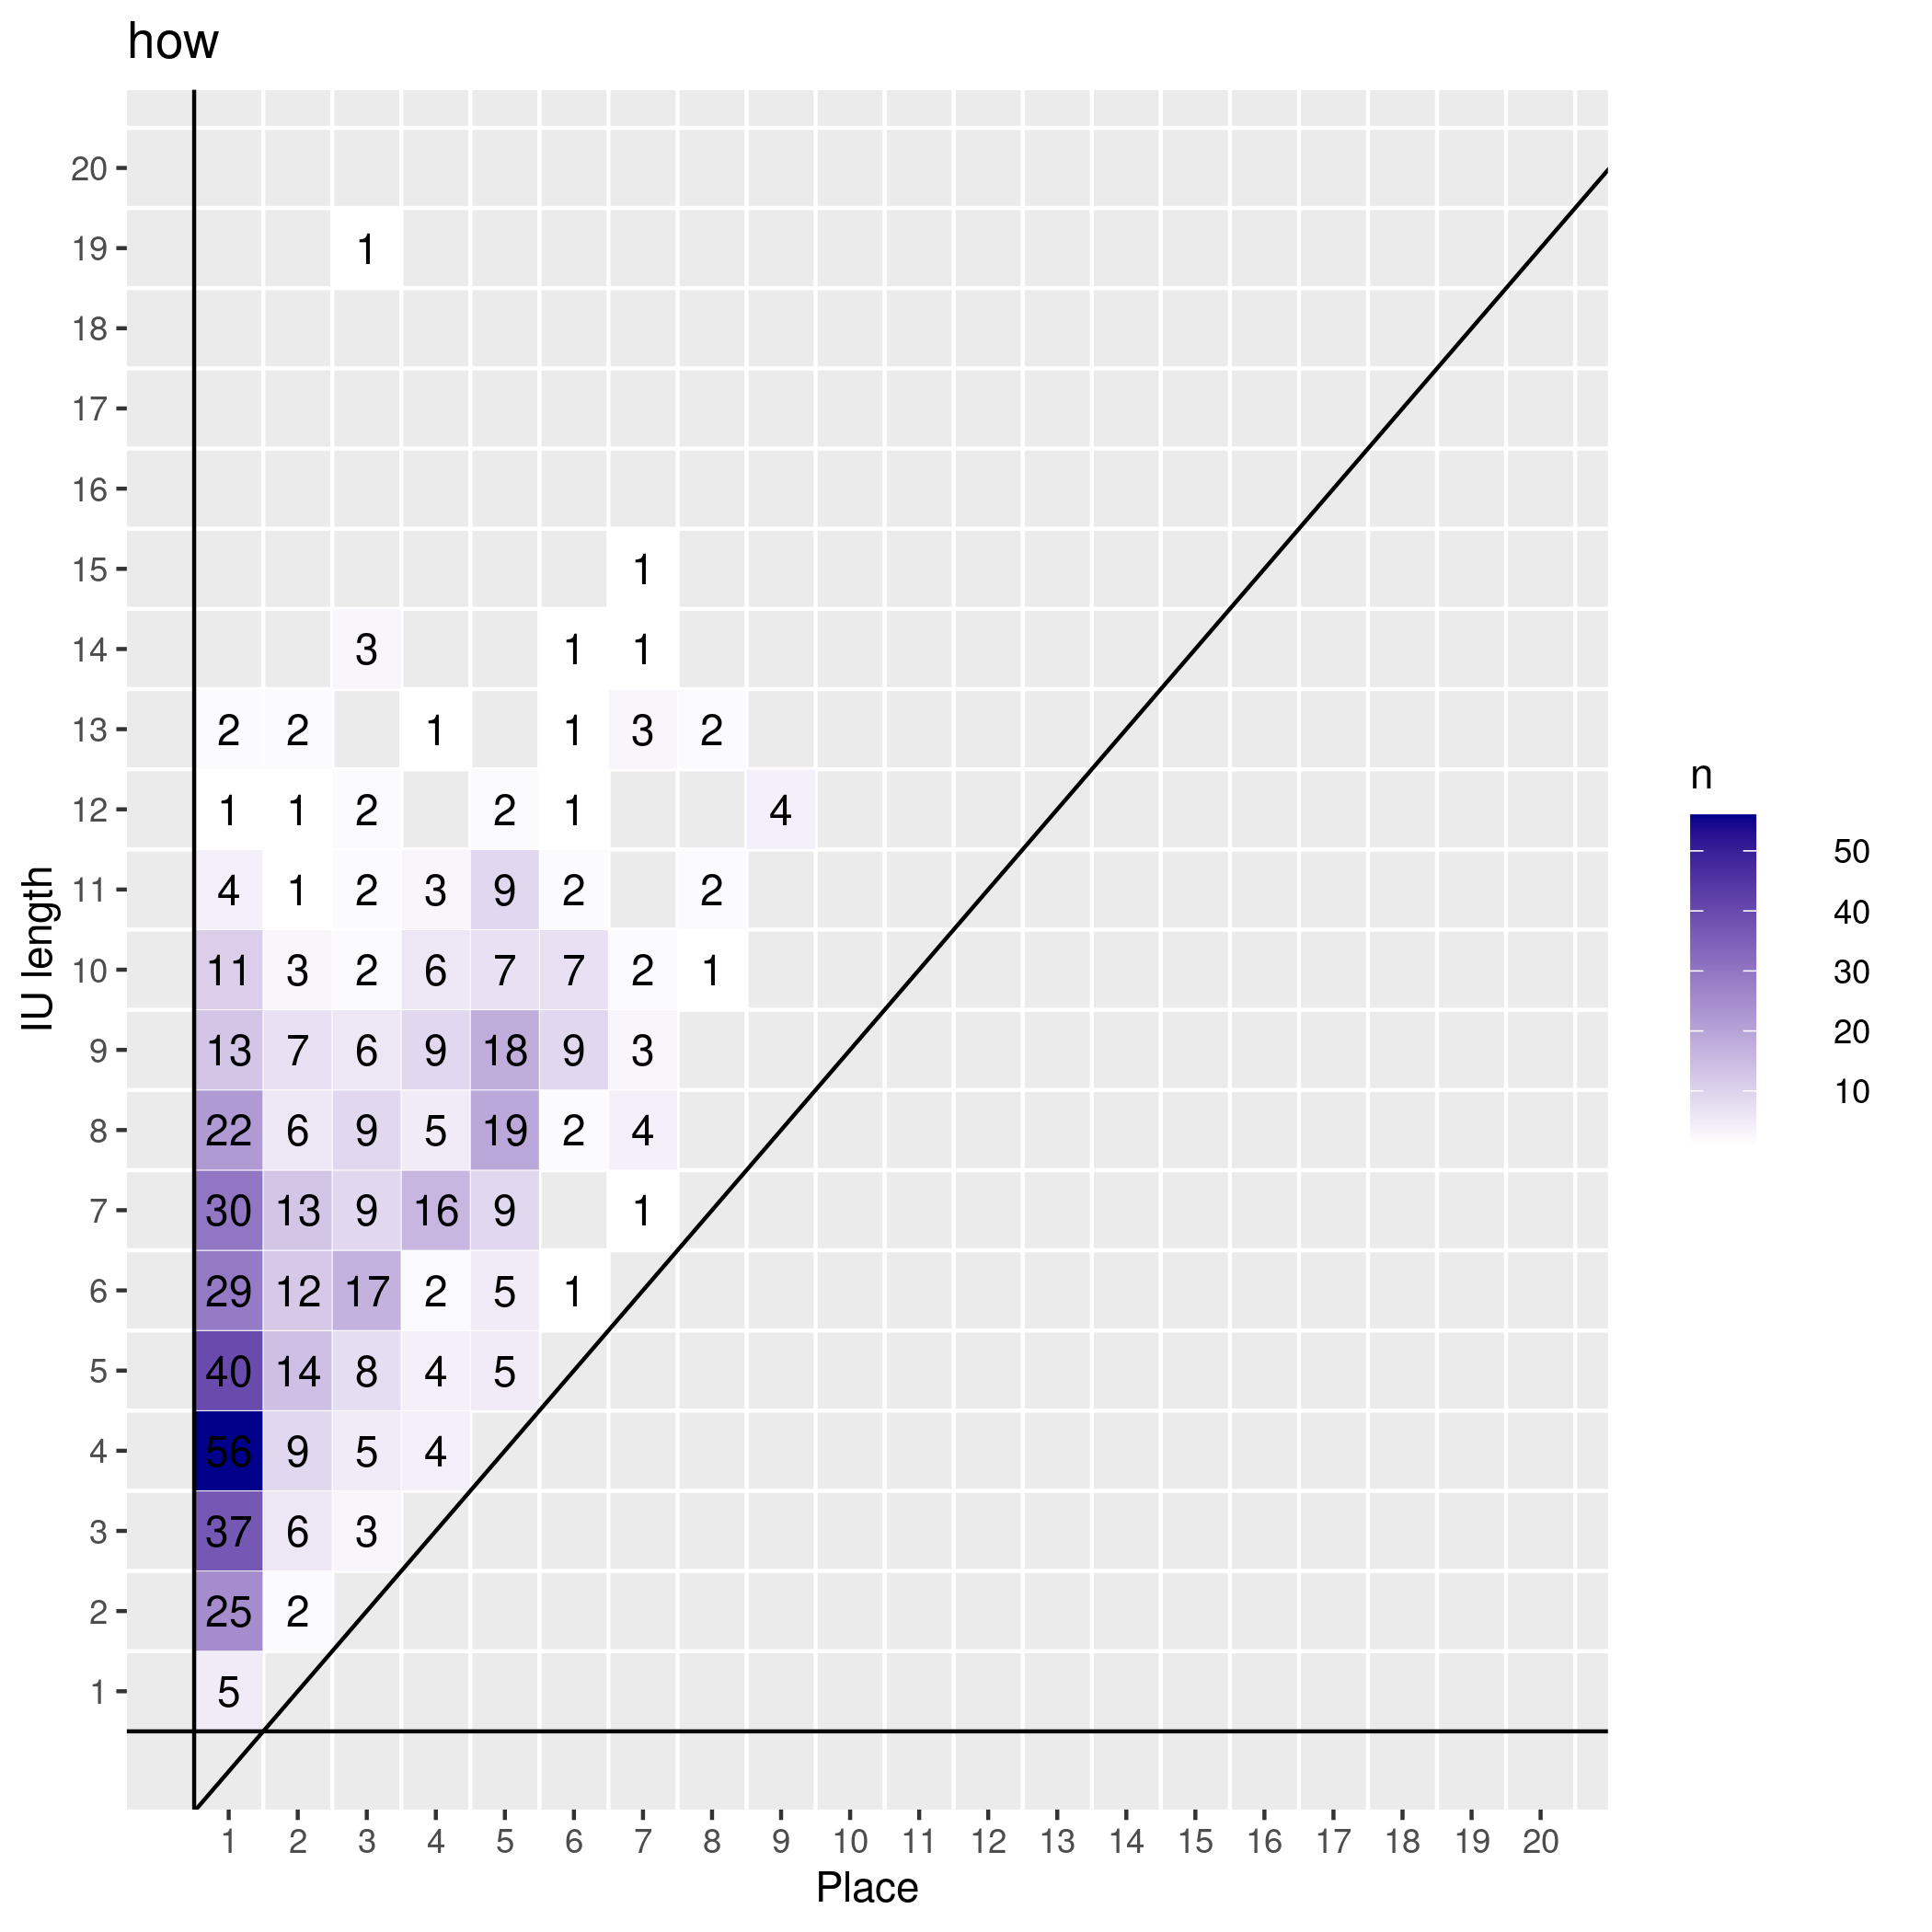 how
20
19 1
18
17
16
15 1
14 3 1 1
13 2 2 1 1 3 2
12 1 1 2 2 1 4
11 4 1 2 3 9 2 2
10 11 3 2 6 7 7 2 1
9 13 7 6 9 18 9 3
8 22 6 9 5 19 2 4
7 30 13 9 16 9 1
6 29 12 17 2 5 1
5 40 14 8 4 5
4 56 9 5 4
3 37 6 3
2 25 2
1 5
1 2 3 4 5 6 7 8 9 10 11 12 13 14 15 16 17 18 19 20
Place
IU length
n
50
40
30
20
10